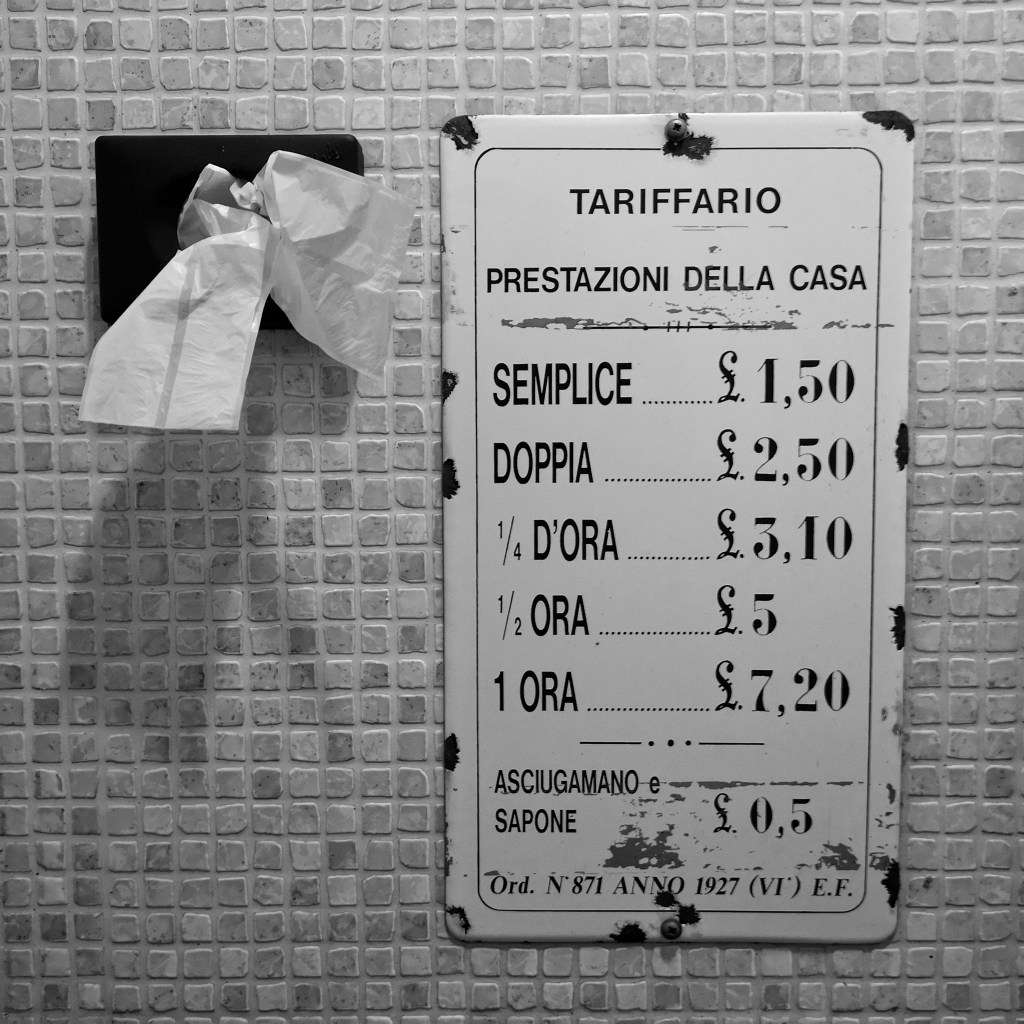 TARIFFARIO
PRESTAZIONI DELLA CASA
SEMPLICE ............ £. 1,50
DOPPIA .................. £. 2,50
1/4 D'ORA .............. £. 3,10
1/2 ORA ................... £. 5
1 ORA ..................... £. 7,20
ASCIUGAMANO e
SAPONE £. 0,5
Ord. N° 871 ANNO 1927 (VI°) E.F.